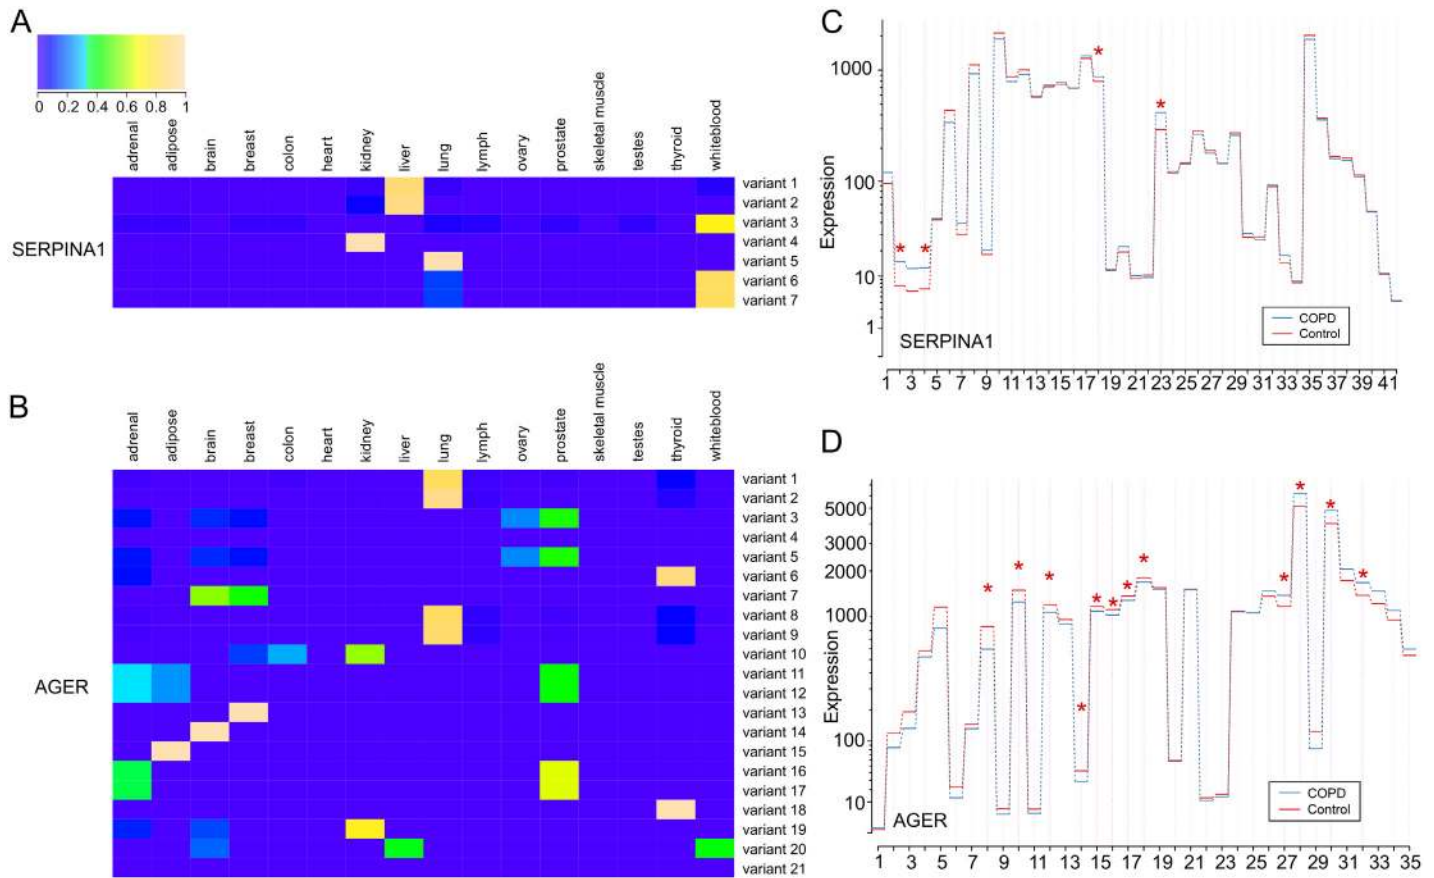 A
0 0.2 0.4 0.6 0.8 1
adrenal adipose brain breast colon heart kidney liver lung lymph ovary prostate skeletal muscle testes thyroid whiteblood
SERPINA1
variant 1
variant 2
variant 3
variant 4
variant 5
variant 6
variant 7
B
adrenal adipose brain breast colon heart kidney liver lung lymph ovary prostate skeletal muscle testes thyroid whiteblood
AGER
variant 1
variant 2
variant 3
variant 4
variant 5
variant 6
variant 7
variant 8
variant 9
variant 10
variant 11
variant 12
variant 13
variant 14
variant 15
variant 16
variant 17
variant 18
variant 19
variant 20
variant 21
C
Expression
1000
100
10
1
* * * *
SERPINA1
COPD
Control
1 3 5 7 9 11 13 15 17 19 21 23 25 27 29 31 33 35 37 39 41
D
Expression
5000
3000
2000
1000
100
10
* * * * * * * * * * * *
AGER
COPD
Control
1 3 5 7 9 11 13 15 17 19 21 23 25 27 29 31 33 35